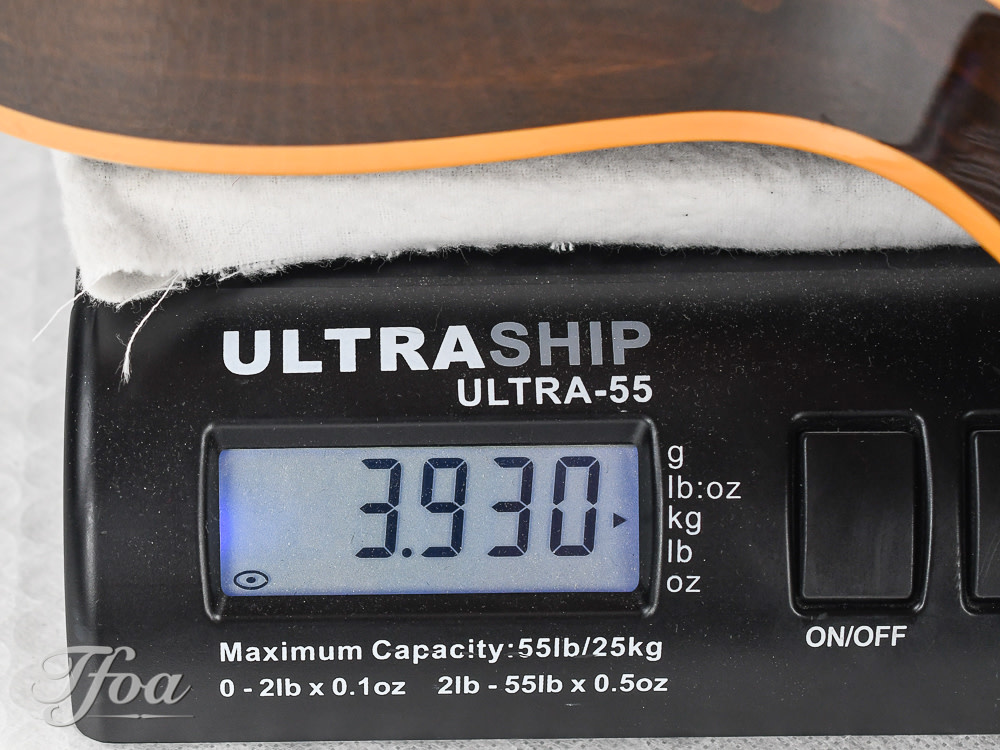 ULTRASHIP
ULTRA-55
3.930
g
lb:oz
kg
lb
oz
ON/OFF
Maximum Capacity:55lb/25kg
0 - 2lb x 0.1oz 2lb - 55lb x 0.5oz
Tfoa